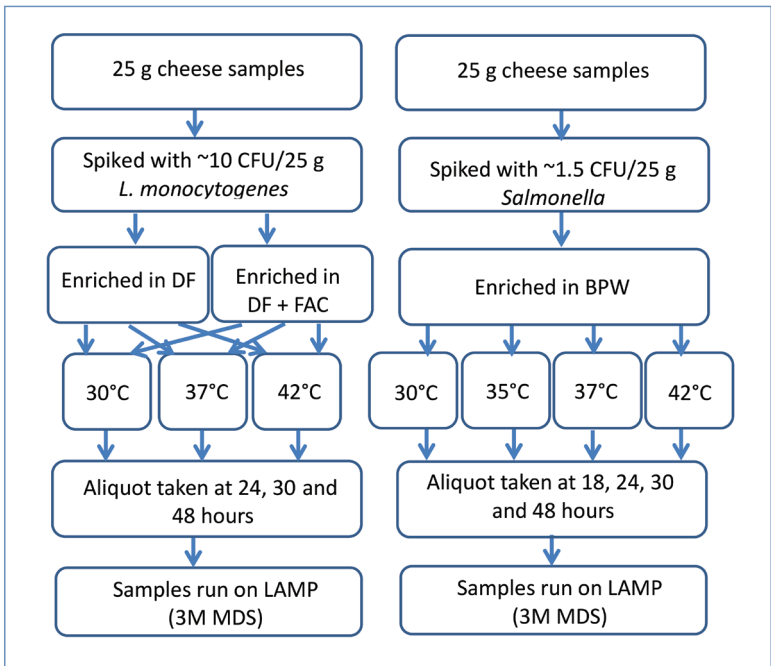 25 g cheese samples
Spiked with ~10 CFU/25 g
L. monocytogenes
Enriched in DF
Enriched in
DF + FAC
30°C
37°C
42°C
Aliquot taken at 24, 30 and
48 hours
Samples run on LAMP
(3M MDS)
25 g cheese samples
Spiked with ~1.5 CFU/25 g
Salmonella
Enriched in BPW
30°C
35°C
37°C
42°C
Aliquot taken at 18, 24, 30
and 48 hours
Samples run on LAMP
(3M MDS)